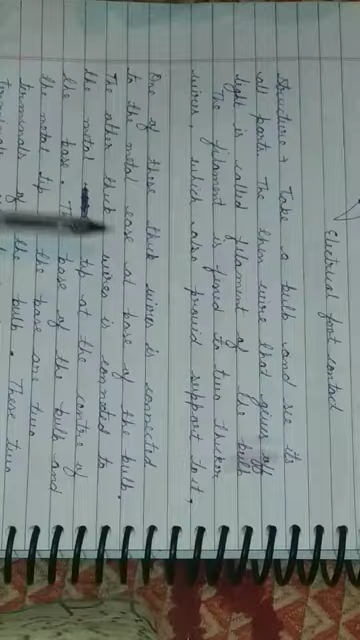 Electrical foot contad
Structure → Take a bulb and see its
all parts. The then wire that gives off
light is called filament of the bulb
The filament is fixed to two thicker
wires, which also provid support to it.
One of these thick wires is connected
to the metal case at base of the bulb.
The other thick wires is connected to
the metal tip at the centre of
the base. The base of the bulb and
the metal tip the base are two
terminals of the bulb. These two
terminals